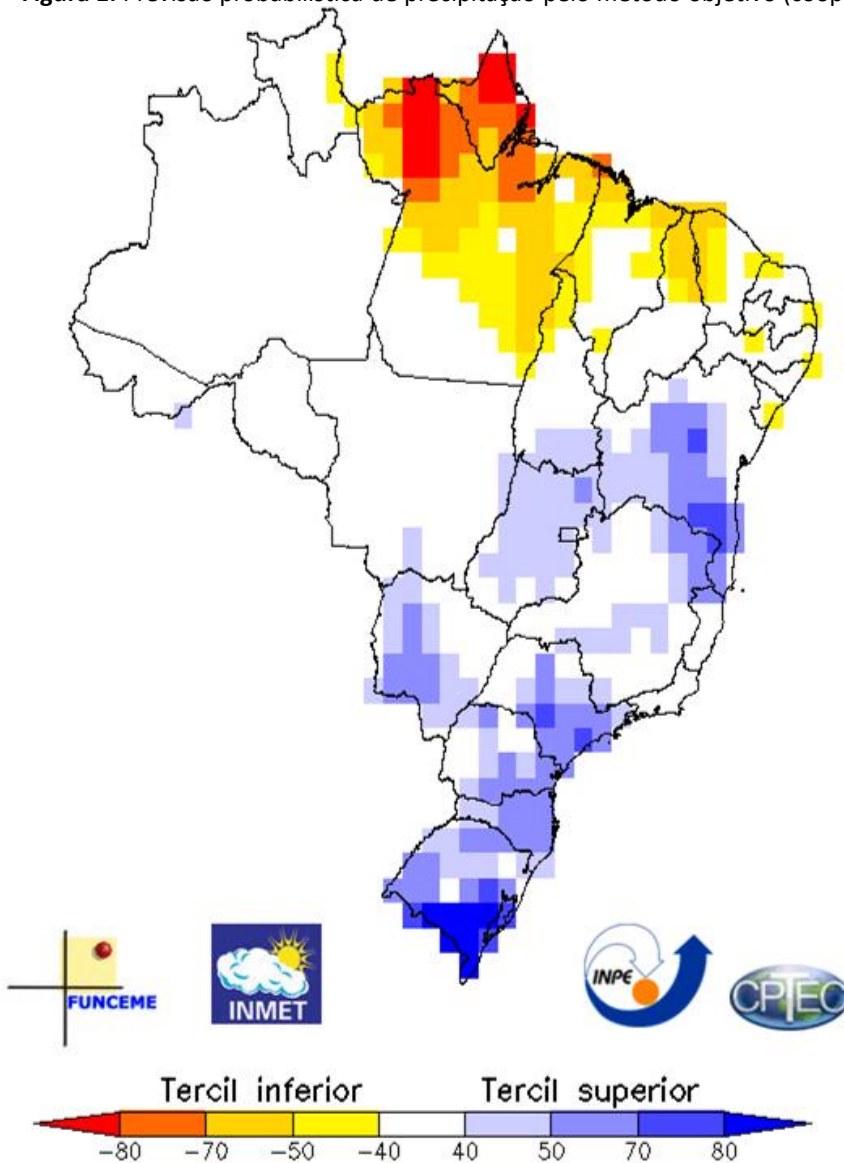 Figura 1. Previsão probabilística de precipitação pelo método objetivo (coop
FUNCEME
INMET
INPE
CPTEC
Tercil inferior Tercil superior
-80 -70 -50 -40 40 50 70 80